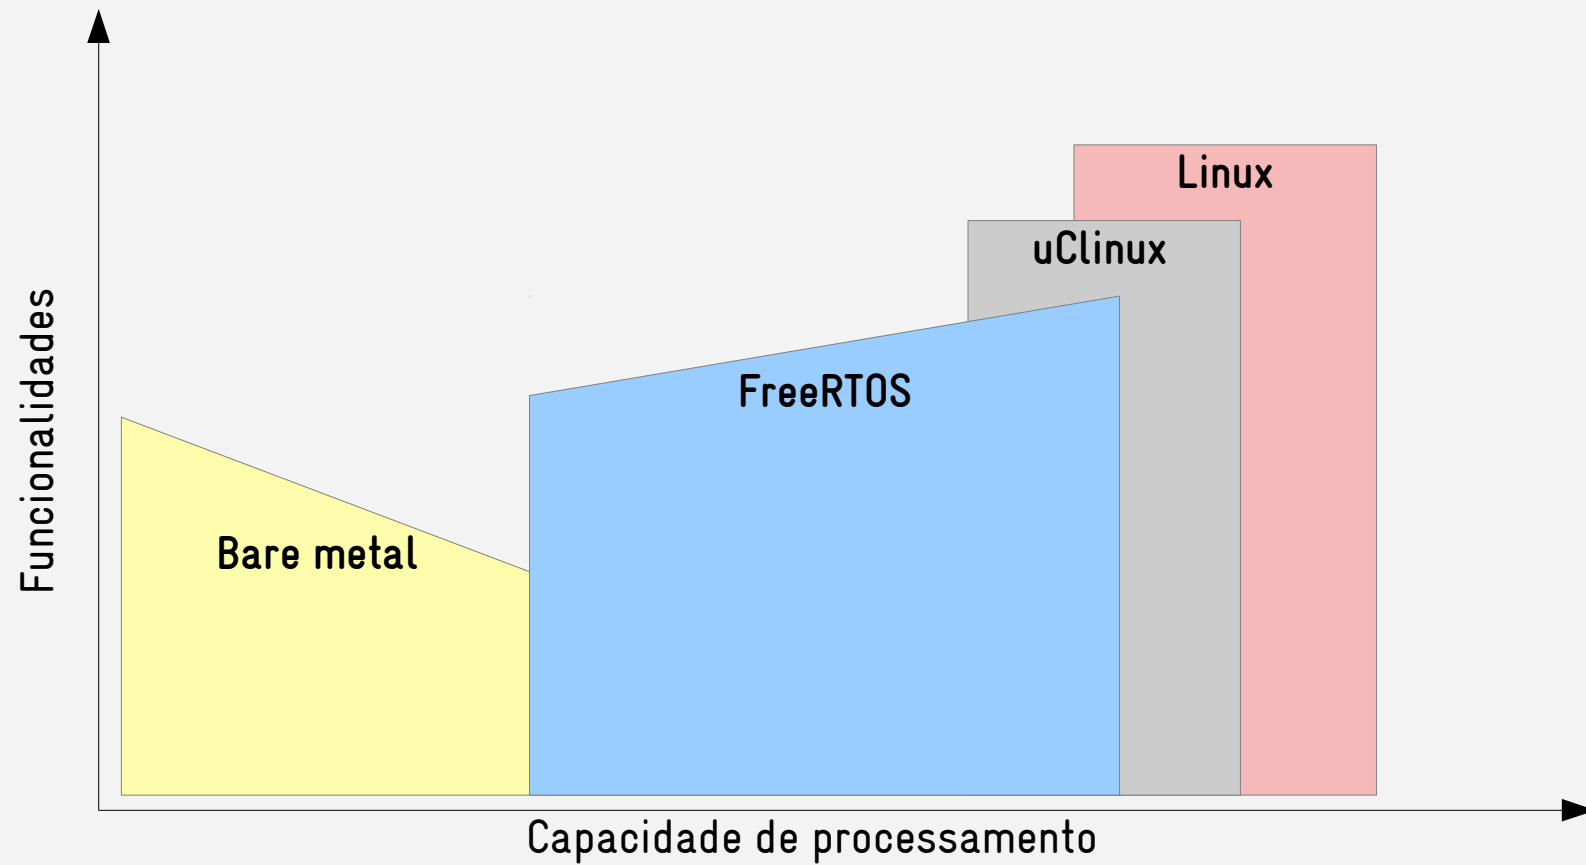 Linux
uClinux
FreeRTOS
Bare metal
Funcionalidades
Capacidade de processamento